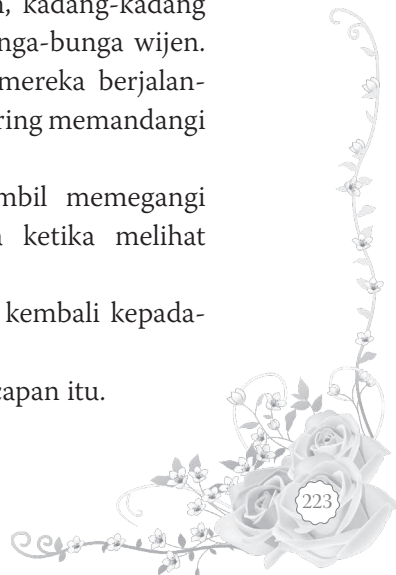 kadang-kadang
nga-bunga wijen.
mereka berjalan-
ring memandangi
mbil memegangi
ketika melihat
kembali kepada-
capan itu.
223